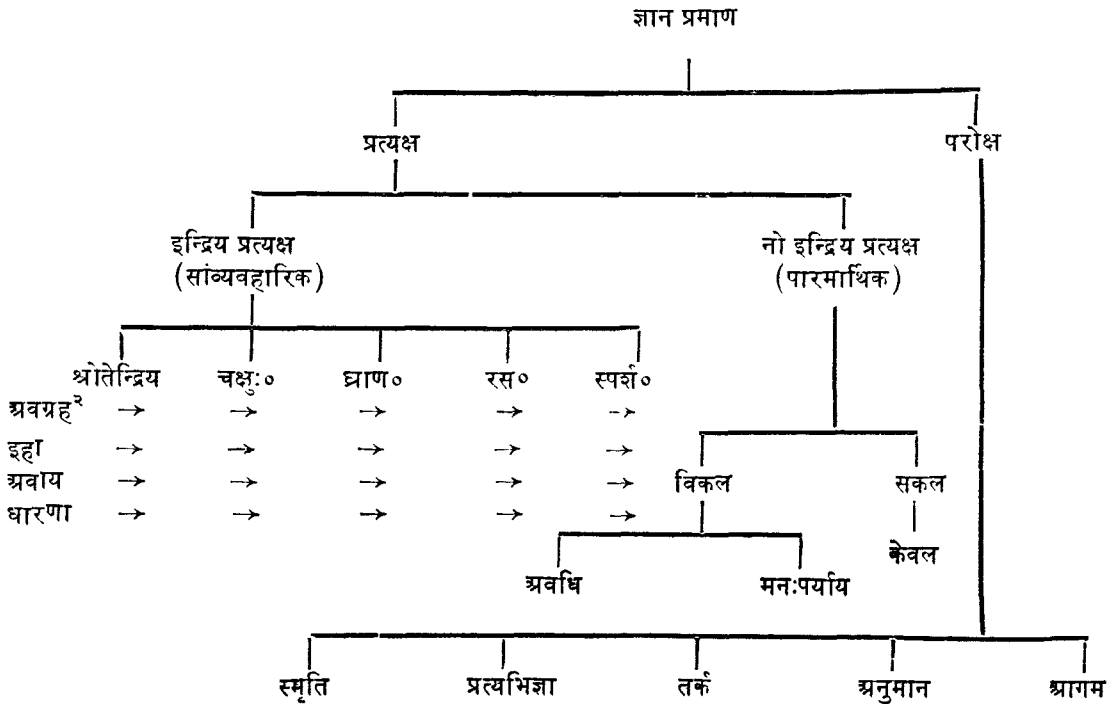 ज्ञान प्रमाण
प्रत्यक्ष परोक्ष
इन्द्रिय प्रत्यक्ष नो इन्द्रिय प्रत्यक्ष
(सांव्यवहारिक) (पारमार्थिक)
श्रोतेन्द्रिय चक्षुः० घ्राण० रस० स्पर्श०
अवग्रह² → → → → →
इहा → → → → →
अवाय → → → → → विकल सकल
धारणा → → → → →
केवल
अवधि मनःपर्याय
स्मृति प्रत्यभिज्ञा तर्क अनुमान आगम